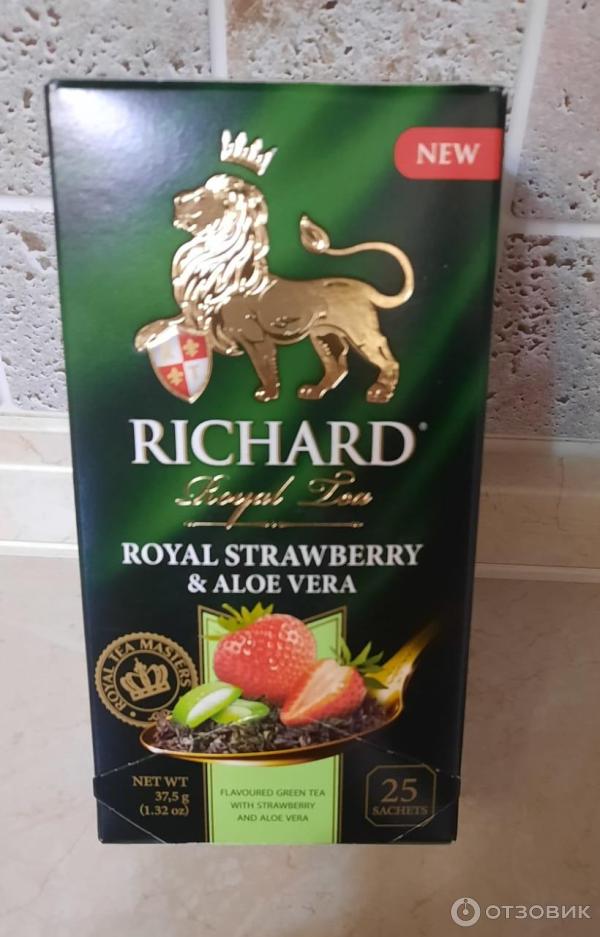 NEW
RICHARD®
Royal Tea
ROYAL STRAWBERRY
& ALOE VERA
ROYAL TEA MASTERS
NET WT
37,5 g
(1.32 oz)
FLAVOURED GREEN TEA
WITH STRAWBERRY
AND ALOE VERA
25
SACHETS
ОТЗОВИК